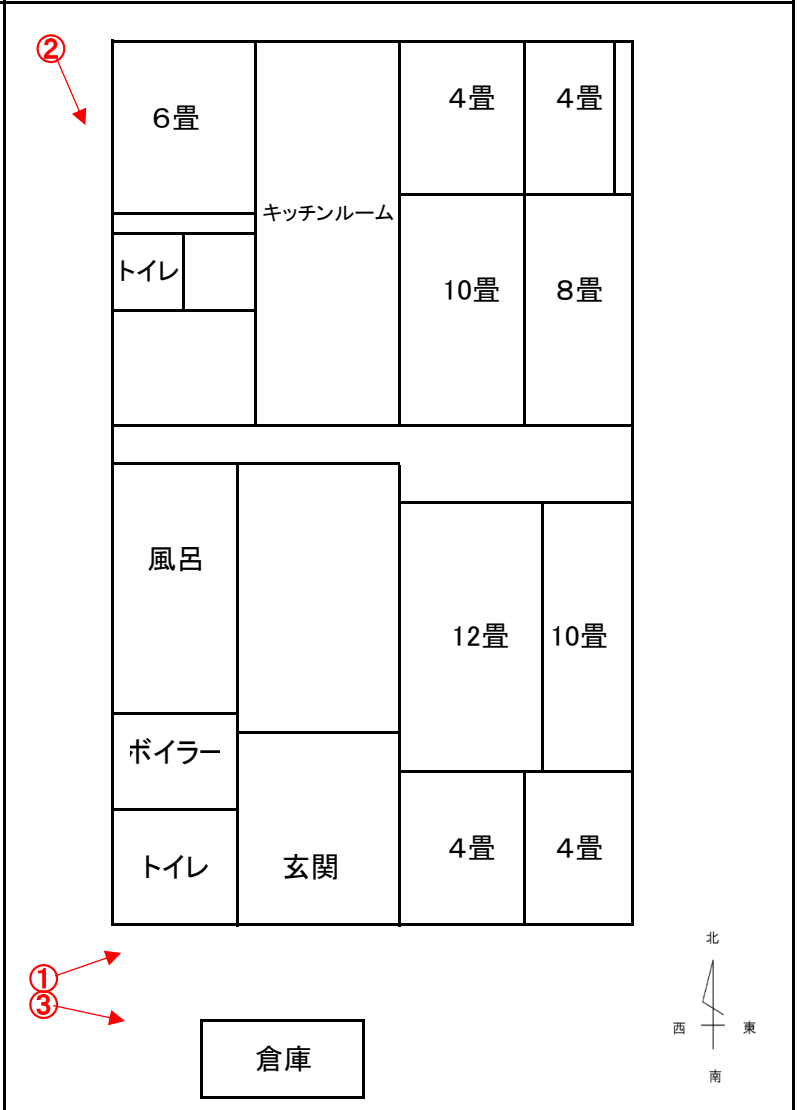 ②
６畳
４畳
４畳
キッチンルーム
トイレ
10畳
８畳
風呂
12畳
10畳
ボイラー
トイレ
玄関
４畳
４畳
①
③
倉庫
北
西
東
南